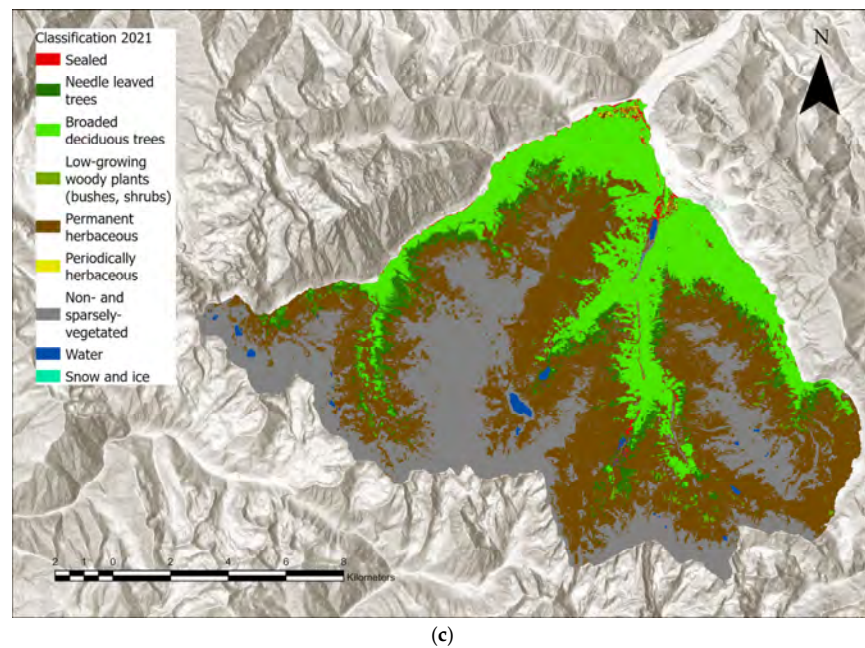 Classification 2021
Sealed
Needle leaved
trees
Broaded
deciduous trees
Low-growing
woody plants
(bushes, shrubs)
Permanent
herbaceous
Periodically
herbaceous
Non- and
sparsely-
vegetated
Water
Snow and ice
N
2 1 0 2 4 6 8
Kilometers
(c)